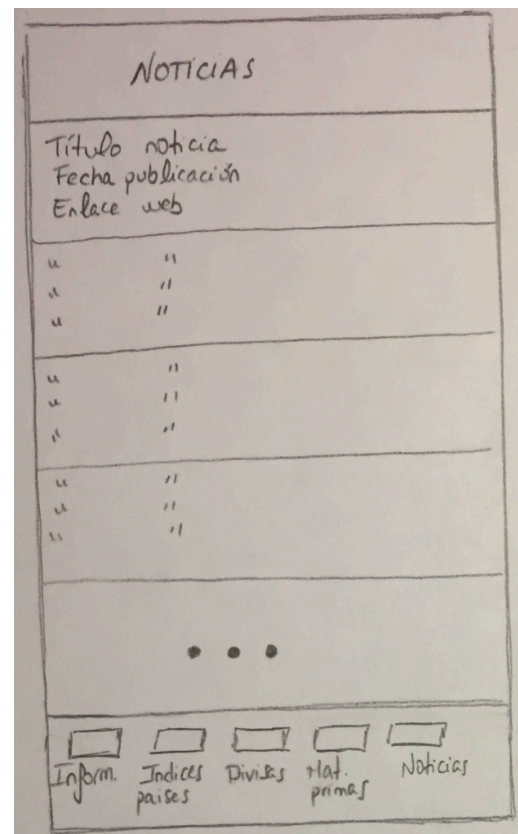 NOTICIAS
Título noticia
Fecha publicación
Enlace web
" "
" "
" "
" "
" "
" "
" "
" "
" "
...
Inform. Indices Divisas Mat. Noticias
paises primas